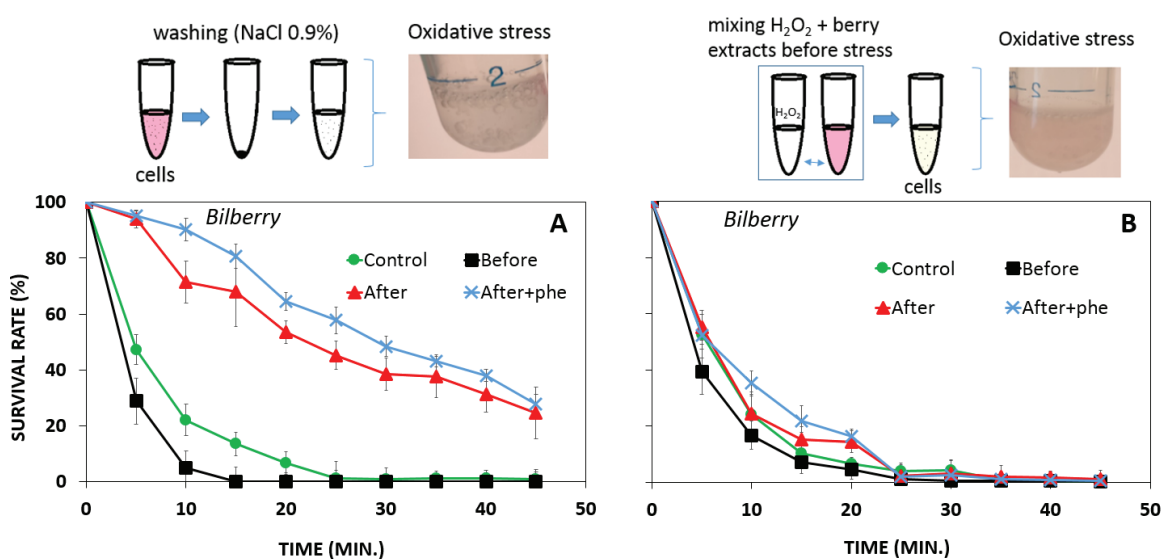 washing (NaCl 0.9%)
Oxidative stress
2
cells
mixing H₂O₂ + berry
extracts before stress
Oxidative stress
H₂O₂
2
cells
SURVIVAL RATE (%)
100
80
60
40
20
0
Bilberry
A
Control
Before
After
After+phe
0
10
20
30
40
50
TIME (MIN.)
Bilberry
B
Control
Before
After
After+phe
0
10
20
30
40
50
TIME (MIN.)